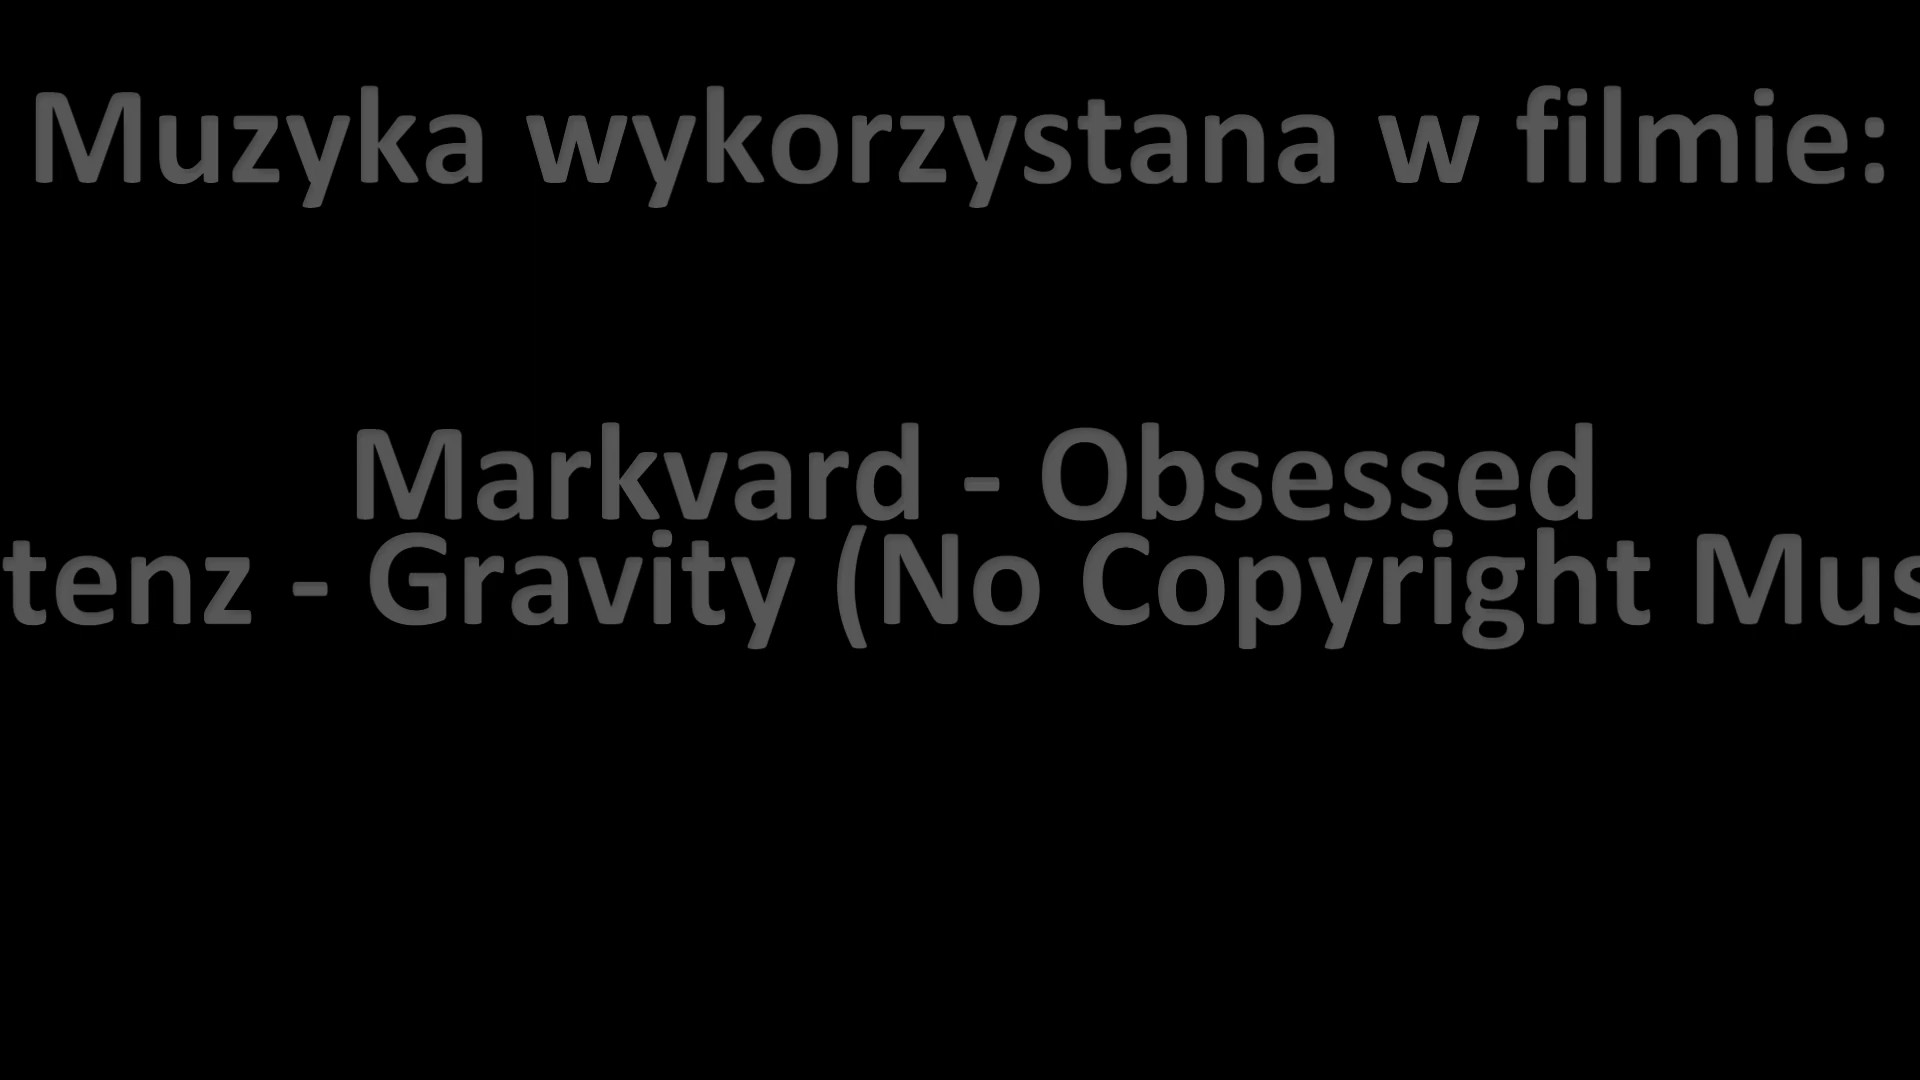 Muzyka wykorzystana w filmie:
Markvard - Obsessed
tenz - Gravity (No Copyright Mus